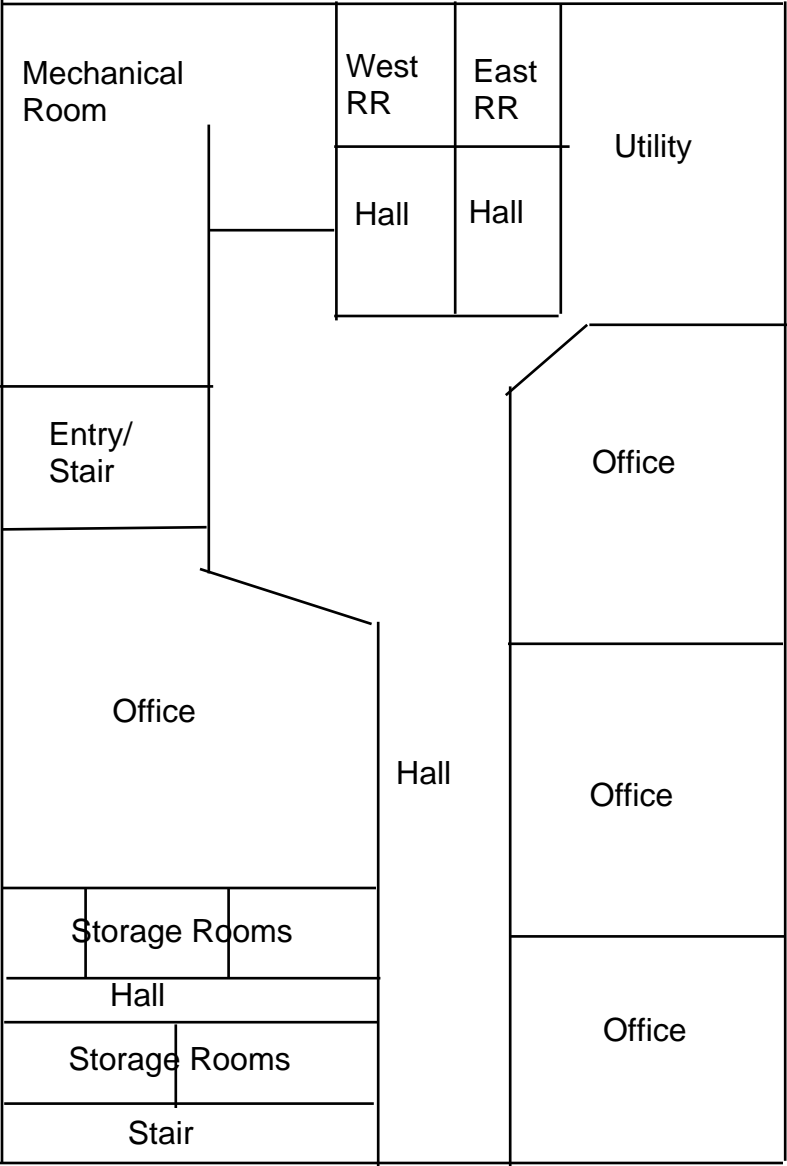 Mechanical
Room
West
RR
East
RR
Utility
Hall
Hall
Entry/
Stair
Office
Office
Hall
Office
Storage Rooms
Hall
Office
Storage Rooms
Stair